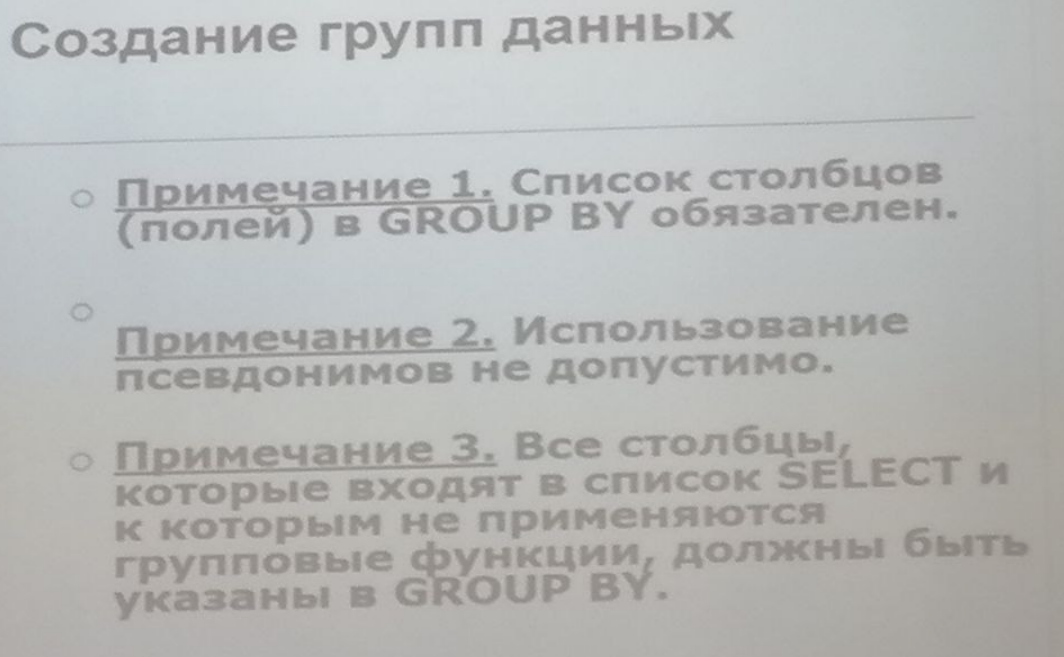 Создание групп данных
Примечание 1. Список столбцов
(полей) в GROUP BY обязателен.
Примечание 2. Использование
псевдонимов не допустимо.
Примечание 3. Все столбцы,
которые входят в список SELECT и
к которым не применяются
групповые функции, должны быть
указаны в GROUP BY.